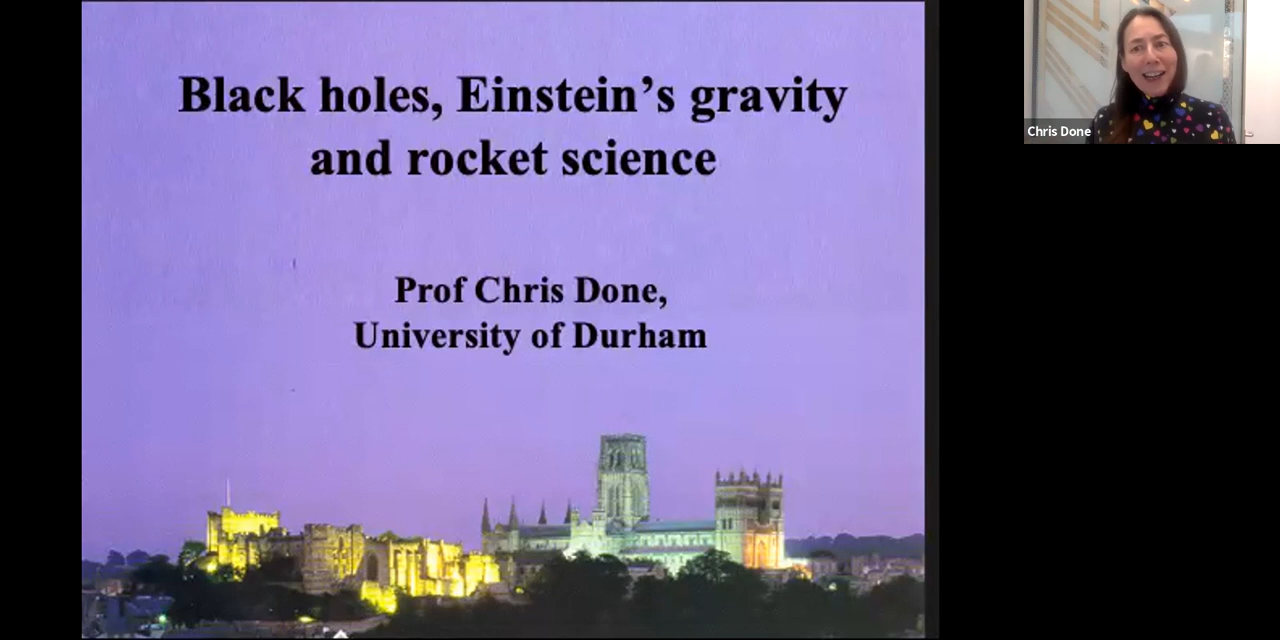 Black holes, Einstein’s gravity
and rocket science
Prof Chris Done,
University of Durham
Chris Done